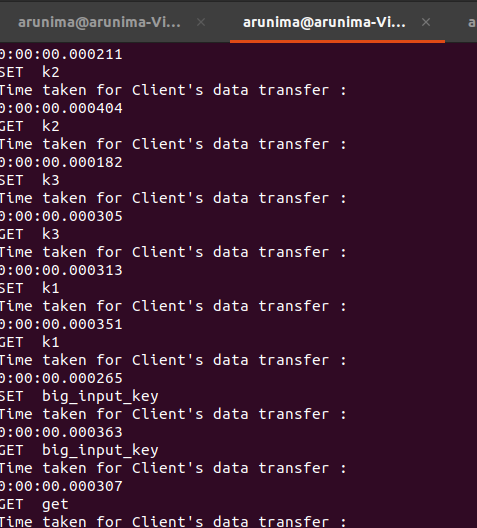 arunima@arunima-Vi... × arunima@arunima-Vi... × a
0:00:00.000211
SET k2
Time taken for Client's data transfer :
0:00:00.000404
GET k2
Time taken for Client's data transfer :
0:00:00.000182
SET k3
Time taken for Client's data transfer :
0:00:00.000305
GET k3
Time taken for Client's data transfer :
0:00:00.000313
SET k1
Time taken for Client's data transfer :
0:00:00.000351
GET k1
Time taken for Client's data transfer :
0:00:00.000265
SET big_input_key
Time taken for Client's data transfer :
0:00:00.000363
GET big_input_key
Time taken for Client's data transfer :
0:00:00.000307
GET get
Time taken for Client's data transfer :